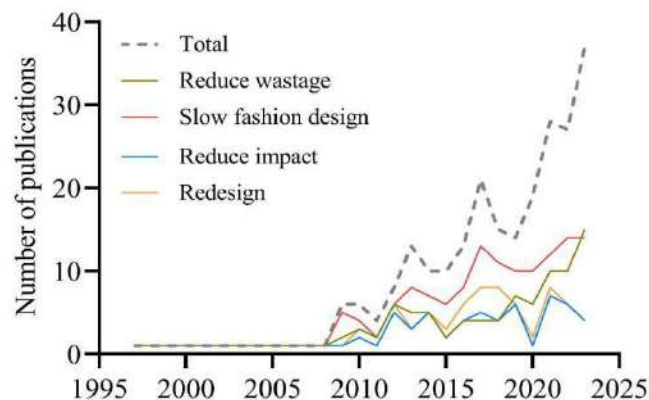 Number of publications
40
30
20
10
0
Total
Reduce wastage
Slow fashion design
Reduce impact
Redesign
1995 2000 2005 2010 2015 2020 2025